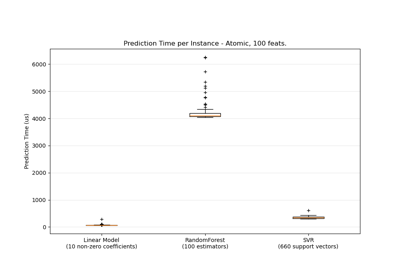 Prediction Time per Instance - Atomic, 100 feats.
Prediction Time (us)
6000
5000
4000
3000
2000
1000
0
Linear Model
(10 non-zero coefficients)
RandomForest
(100 estimators)
SVR
(660 support vectors)